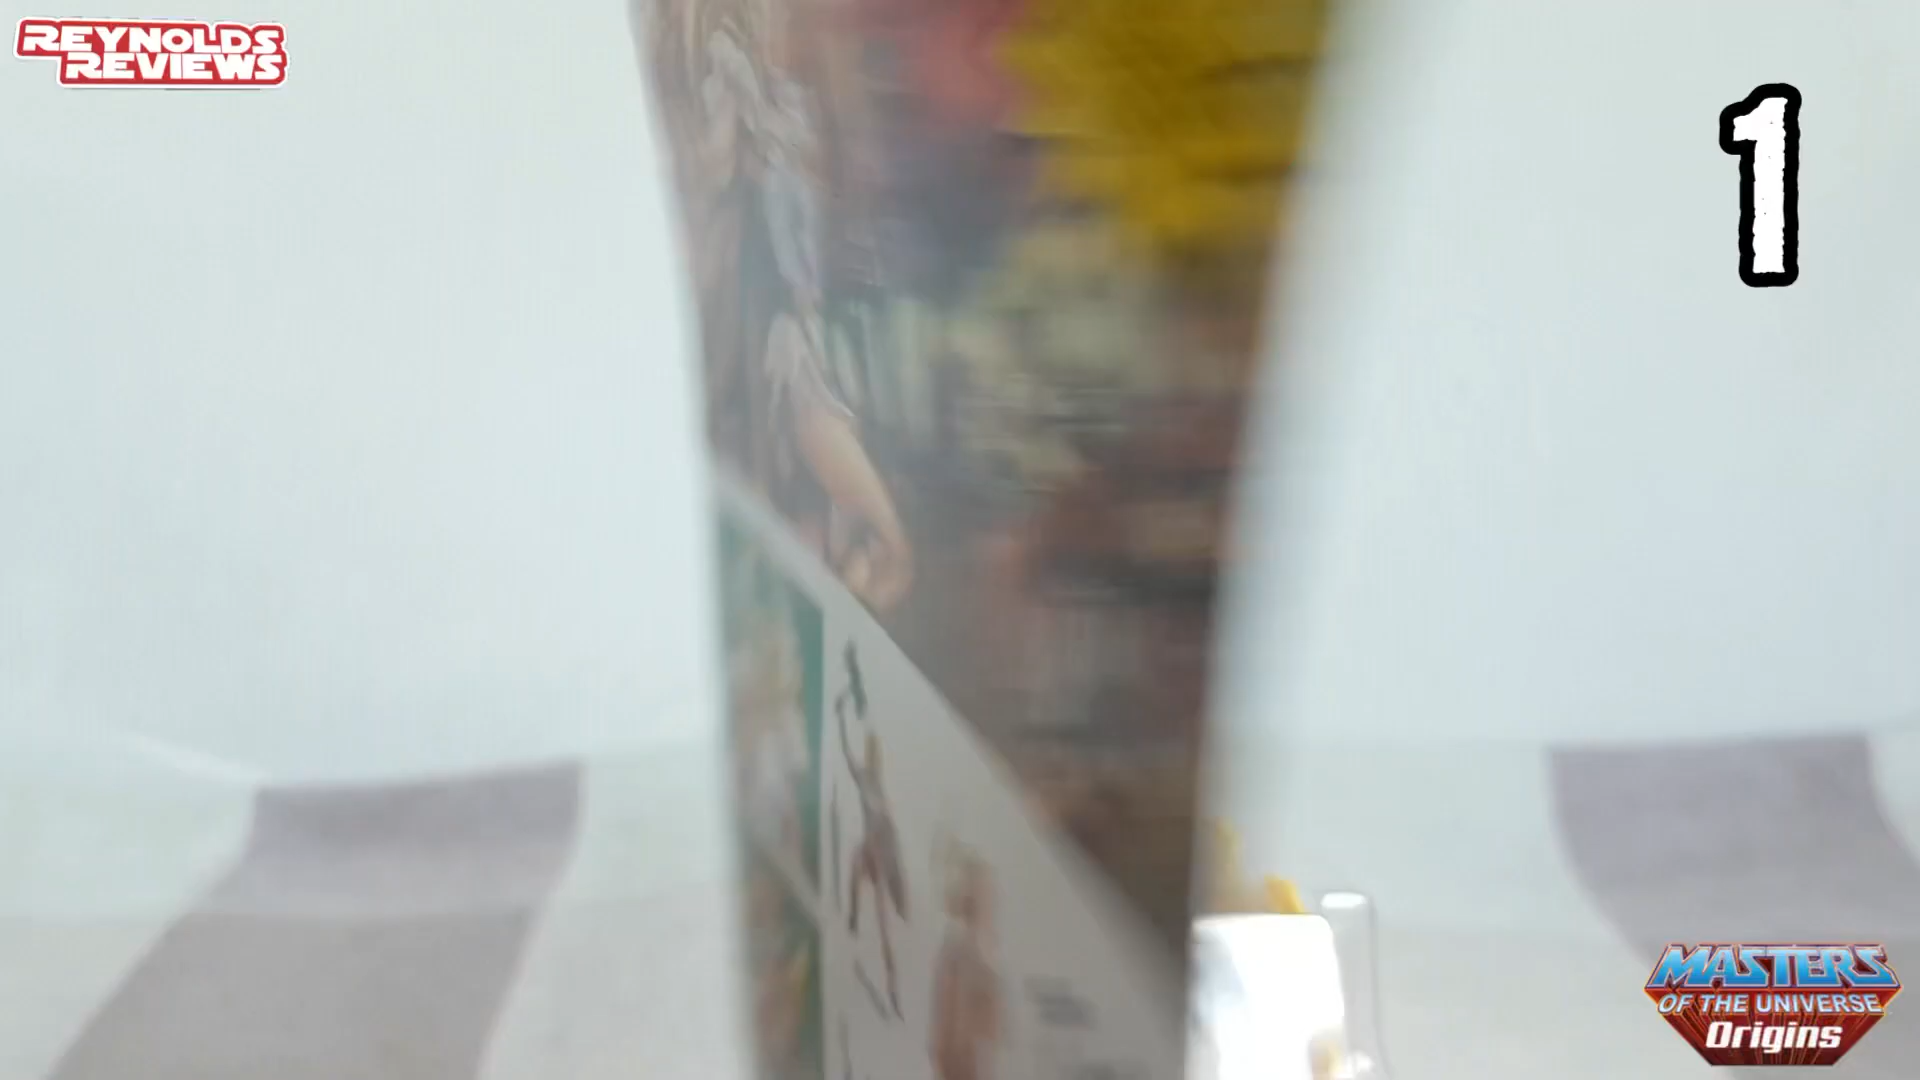 REYNOLDS
REVIEWS
1
MASTERS
OF THE UNIVERSE
Origins